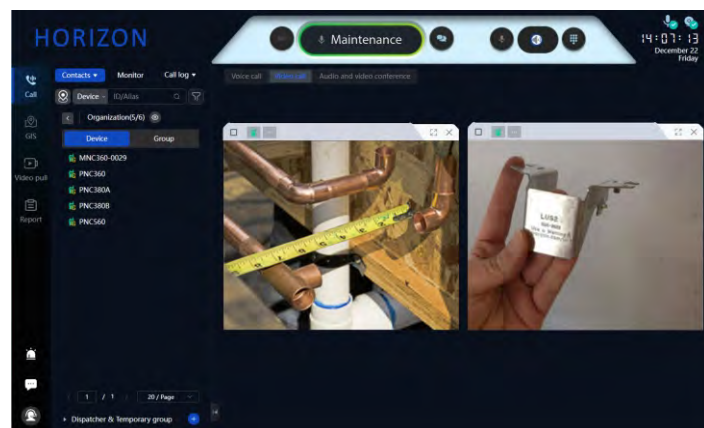 HORIZON
Maintenance
14:07:13
December 22
Friday
Call
GIS
Video pull
Report
Contacts
Monitor
Call log
Device
ID/Alias
Organization(5/6)
Device
Group
MNC360-0029
PNC360
PNC380A
PNC380B
PNC560
1 / 1
20 / Page
Dispatcher & Temporary group
Voice call
Video call
Audio and video conference
LUS2